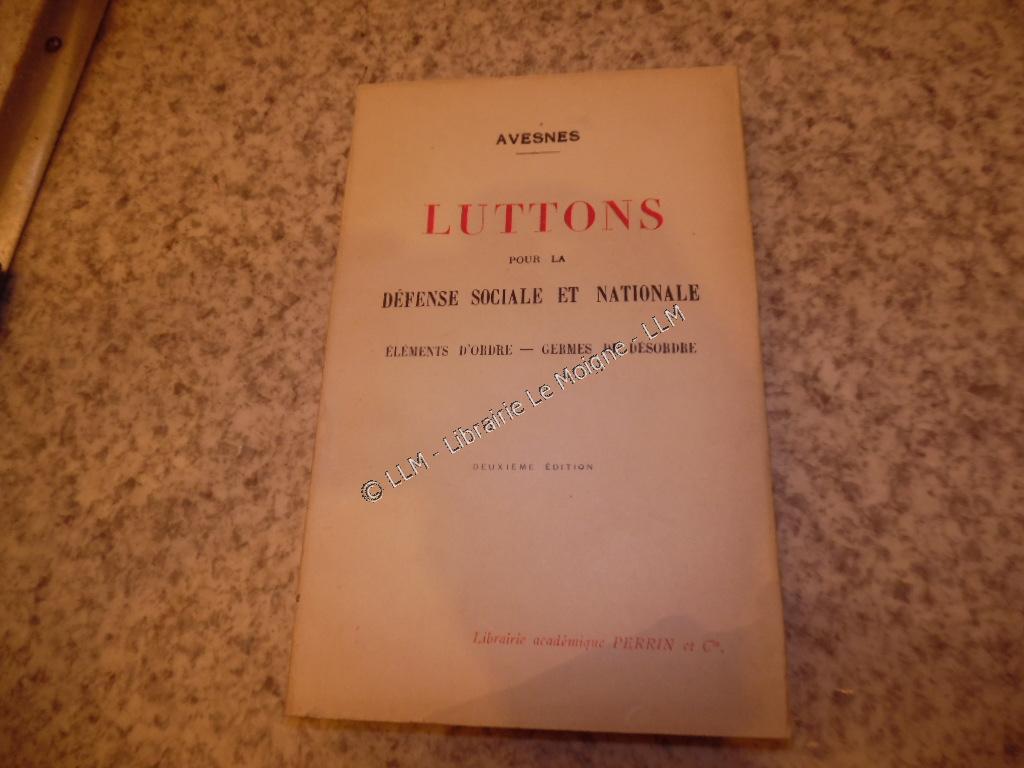 AVESNES
LUTTONS
POUR LA
DÉFENSE SOCIALE ET NATIONALE
ÉLÉMENTS D'ORDRE — GERMES DE DÉSORDRE
© LLM - Librairie Le Moigne - LLM
DEUXIÈME ÉDITION
Librairie académique PERRIN et Cie.